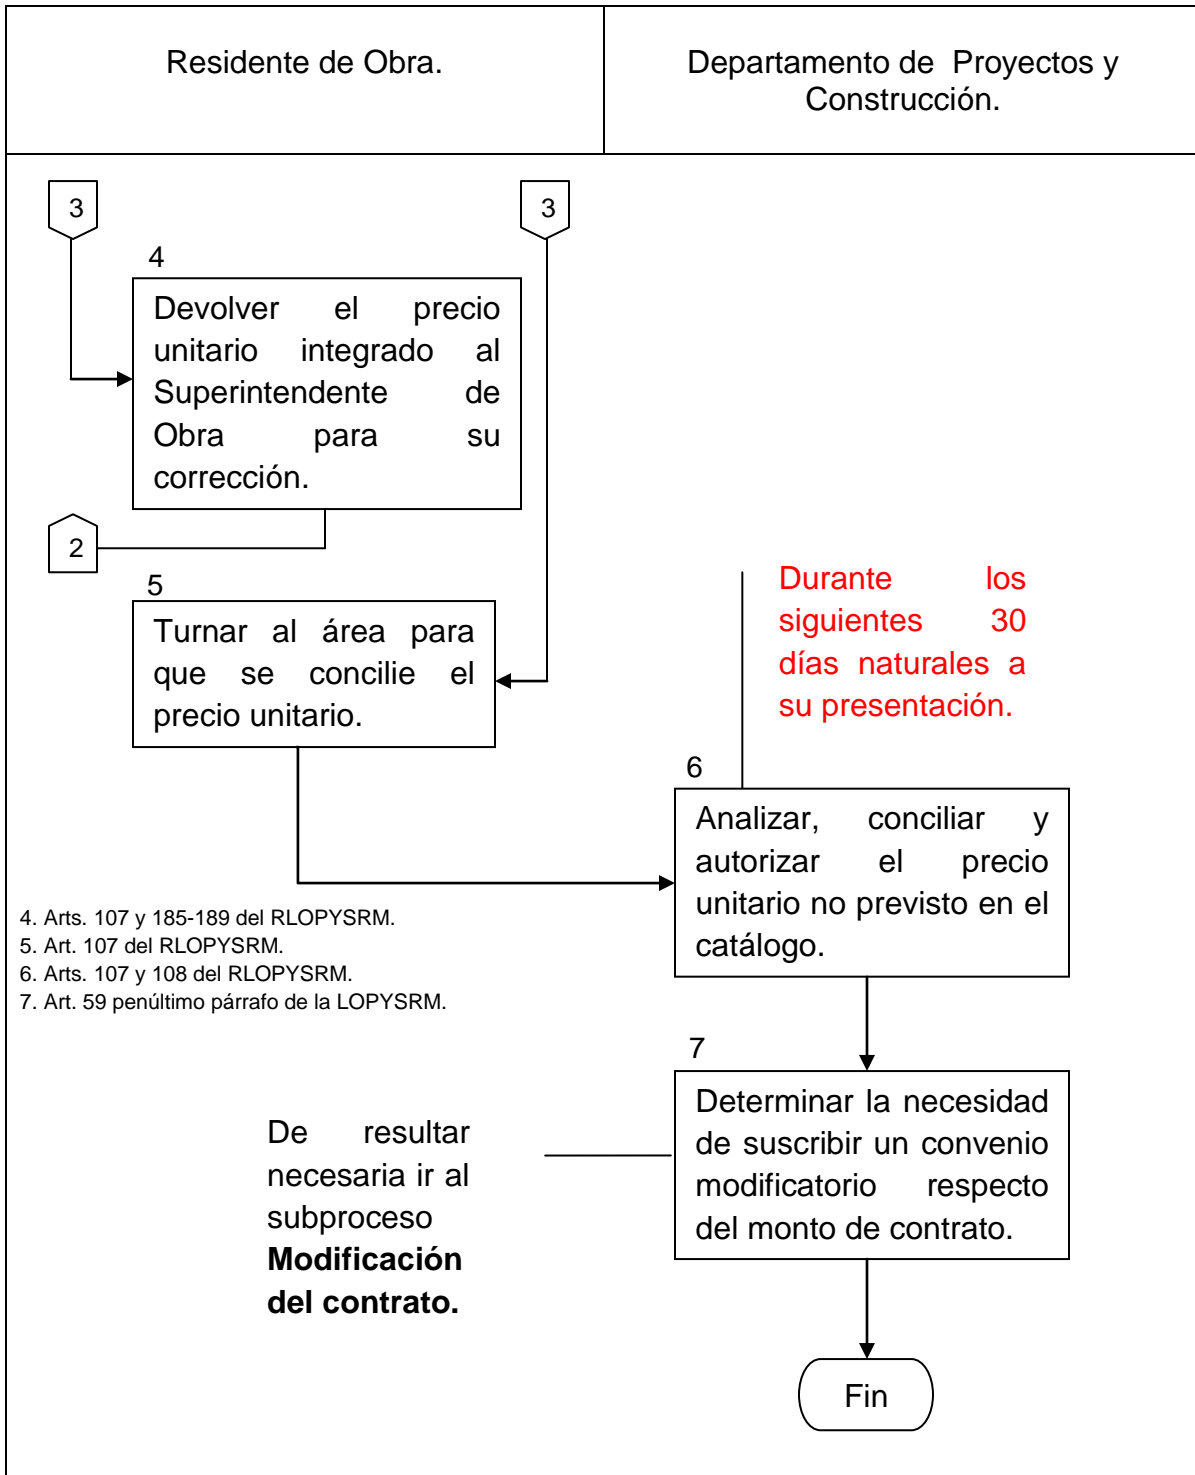 Residente de Obra.
Departamento de Proyectos y
Construcción.
3
3
4
Devolver el precio
unitario integrado al
Superintendente de
Obra para su
corrección.
2
5
Turnar al área para
que se concilie el
precio unitario.
Durante los
siguientes 30
días naturales a
su presentación.
6
Analizar, conciliar y
autorizar el precio
unitario no previsto en el
catálogo.
4. Arts. 107 y 185-189 del RLOPYSRM.
5. Art. 107 del RLOPYSRM.
6. Arts. 107 y 108 del RLOPYSRM.
7. Art. 59 penúltimo párrafo de la LOPYSRM.
7
Determinar la necesidad
de suscribir un convenio
modificatorio respecto
del monto de contrato.
De resultar
necesaria ir al
subproceso
Modificación
del contrato.
Fin